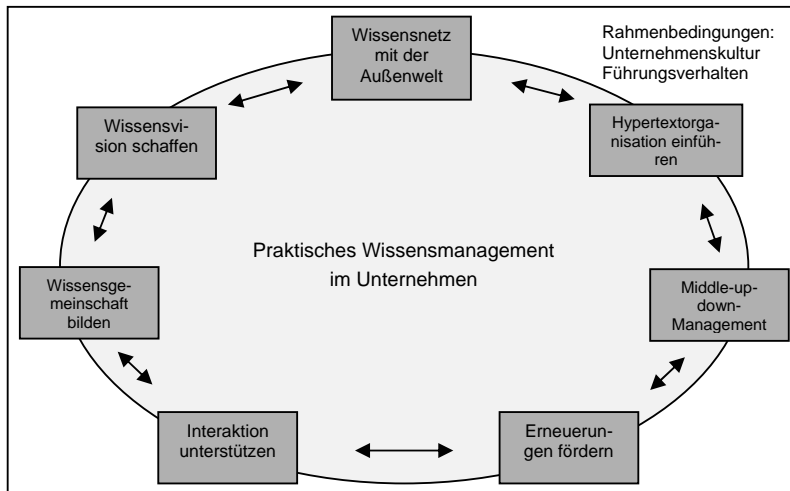 Wissensnetz
mit der
Außenwelt
Rahmenbedingungen:
Unternehmenskultur
Führungsverhalten
Wissensvi-
sion schaffen
Hypertextorga-
nisation einfüh-
ren
Praktisches Wissensmanagement
im Unternehmen
Wissensge-
meinschaft
bilden
Middle-up-
down-
Management
Interaktion
unterstützen
Erneuerun-
gen fördern